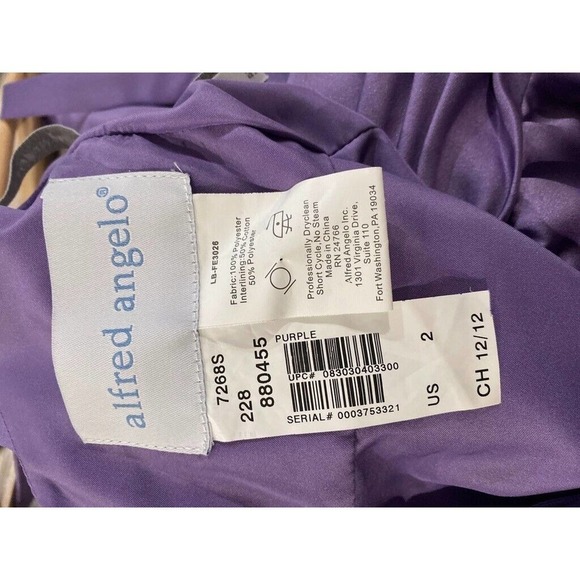 alfred angelo®
LB-FE3026
Fabric:100% Polyester
Interlining:50% Cotton
50% Polyester
Professionally Dryclean
Short Cycle,No Steam
Made in China
RN 24766
Alfred Angelo Inc.
1301 Virginia Drive,
Suite 110
Fort Washington,PA 19034
7268S
228
880455
PURPLE
UPC# 083030403300
SERIAL# 0003753321
US 2
CH 12/12